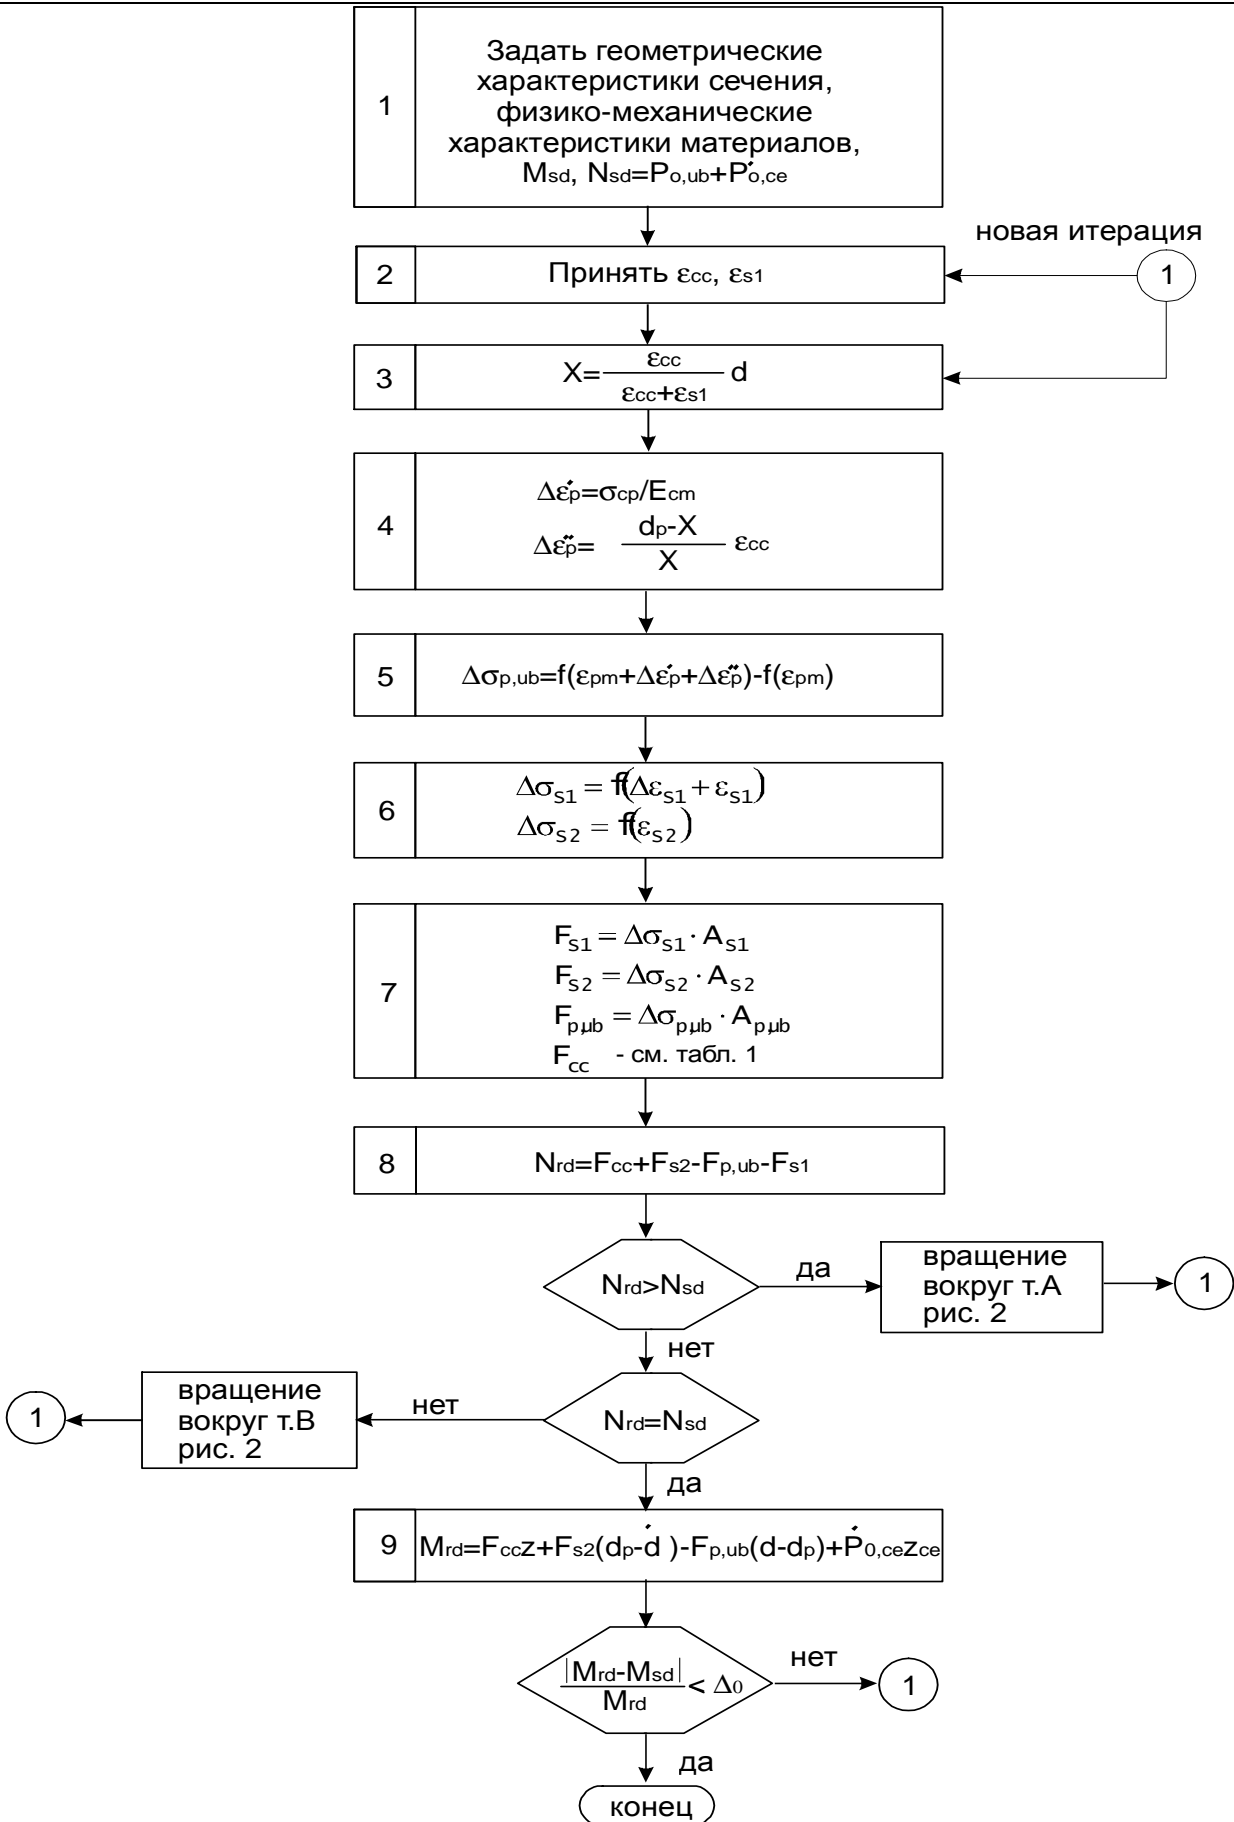 1
Задать геометрические
характеристики сечения,
физико-механические
характеристики материалов,
Msd, Nsd=Po,ub+P′o,ce
новая итерация
2
Принять εcc, εs1
1
3
X= εcc / εcc+εs1 d
4
Δε′p=σcp/Ecm
Δε″p= dp-X / X εcc
5
Δσp,ub=f(εpm+Δε′p+Δε″p)-f(εpm)
6
Δσs1 = f(Δεs1 + εs1)
Δσs2 = f(εs2)
7
Fs1 = Δσs1 · As1
Fs2 = Δσs2 · As2
Fp,ub = Δσp,ub · Ap,ub
Fcc - см. табл. 1
8
Nrd=Fcc+Fs2-Fp,ub-Fs1
Nrd>Nsd
да
вращение
вокруг т.А
рис. 2
1
нет
1
вращение
вокруг т.В
рис. 2
нет
Nrd=Nsd
да
9
Mrd=Fccz+Fs2(dp-d′)-Fp,ub(d-dp)+P′0,cezce
|Mrd-Msd| / Mrd < Δ0
нет
1
да
конец